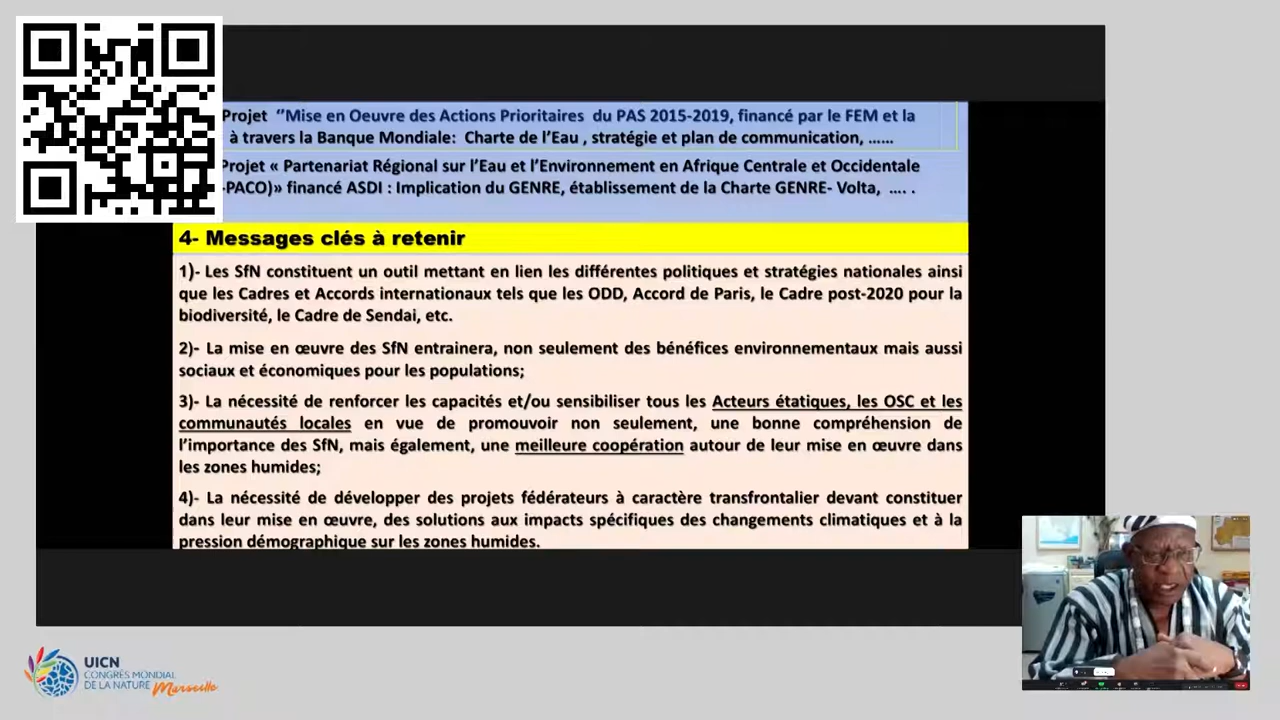 Projet "Mise en Oeuvre des Actions Prioritaires du PAS 2015-2019, financé par le FEM et la
à travers la Banque Mondiale: Charte de l'Eau , stratégie et plan de communication, ......
Projet « Partenariat Régional sur l'Eau et l'Environnement en Afrique Centrale et Occidentale
-PACO)» financé ASDI : Implication du GENRE, établissement de la Charte GENRE- Volta, .... .
4- Messages clés à retenir
1)- Les SfN constituent un outil mettant en lien les différentes politiques et stratégies nationales ainsi
que les Cadres et Accords internationaux tels que les ODD, Accord de Paris, le Cadre post-2020 pour la
biodiversité, le Cadre de Sendai, etc.
2)- La mise en œuvre des SfN entrainera, non seulement des bénéfices environnementaux mais aussi
sociaux et économiques pour les populations;
3)- La nécessité de renforcer les capacités et/ou sensibiliser tous les Acteurs étatiques, les OSC et les
communautés locales en vue de promouvoir non seulement, une bonne compréhension de
l'importance des SfN, mais également, une meilleure coopération autour de leur mise en œuvre dans
les zones humides;
4)- La nécessité de développer des projets fédérateurs à caractère transfrontalier devant constituer
dans leur mise en œuvre, des solutions aux impacts spécifiques des changements climatiques et à la
pression démographique sur les zones humides.
UICN
CONGRÈS MONDIAL
DE LA NATURE
Marseille